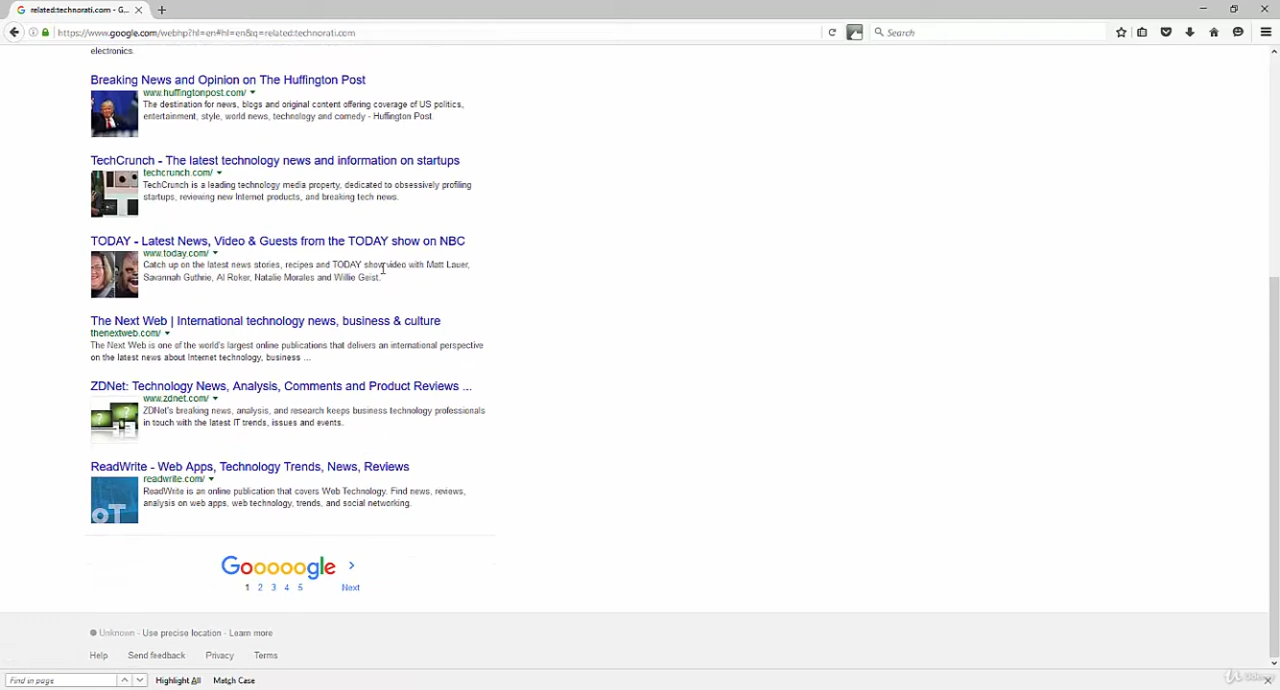 related:technorati.com - G...
https://www.google.com/webhp?hl=en#hl=en&q=related:technorati.com
Search
electronics.
Breaking News and Opinion on The Huffington Post
www.huffingtonpost.com/
The destination for news, blogs and original content offering coverage of US politics,
entertainment, style, world news, technology and comedy - Huffington Post.
TechCrunch - The latest technology news and information on startups
techcrunch.com/
TechCrunch is a leading technology media property, dedicated to obsessively profiling
startups, reviewing new Internet products, and breaking tech news.
TODAY - Latest News, Video & Guests from the TODAY show on NBC
www.today.com/
Catch up on the latest news stories, recipes and TODAY show video with Matt Lauer,
Savannah Guthrie, Al Roker, Natalie Morales and Willie Geist.
The Next Web | International technology news, business & culture
thenextweb.com/
The Next Web is one of the world's largest online publications that delivers an international perspective
on the latest news about Internet technology, business ...
ZDNet: Technology News, Analysis, Comments and Product Reviews ...
www.zdnet.com/
ZDNet's breaking news, analysis, and research keeps business technology professionals
in touch with the latest IT trends, issues and events.
ReadWrite - Web Apps, Technology Trends, News, Reviews
readwrite.com/
ReadWrite is an online publication that covers Web Technology. Find news, reviews,
analysis on web apps, web technology, trends, and social networking.
oT
Gooooogle
1 2 3 4 5 Next
Unknown - Use precise location - Learn more
Help Send feedback Privacy Terms
Find in page Highlight All Match Case
Udemy